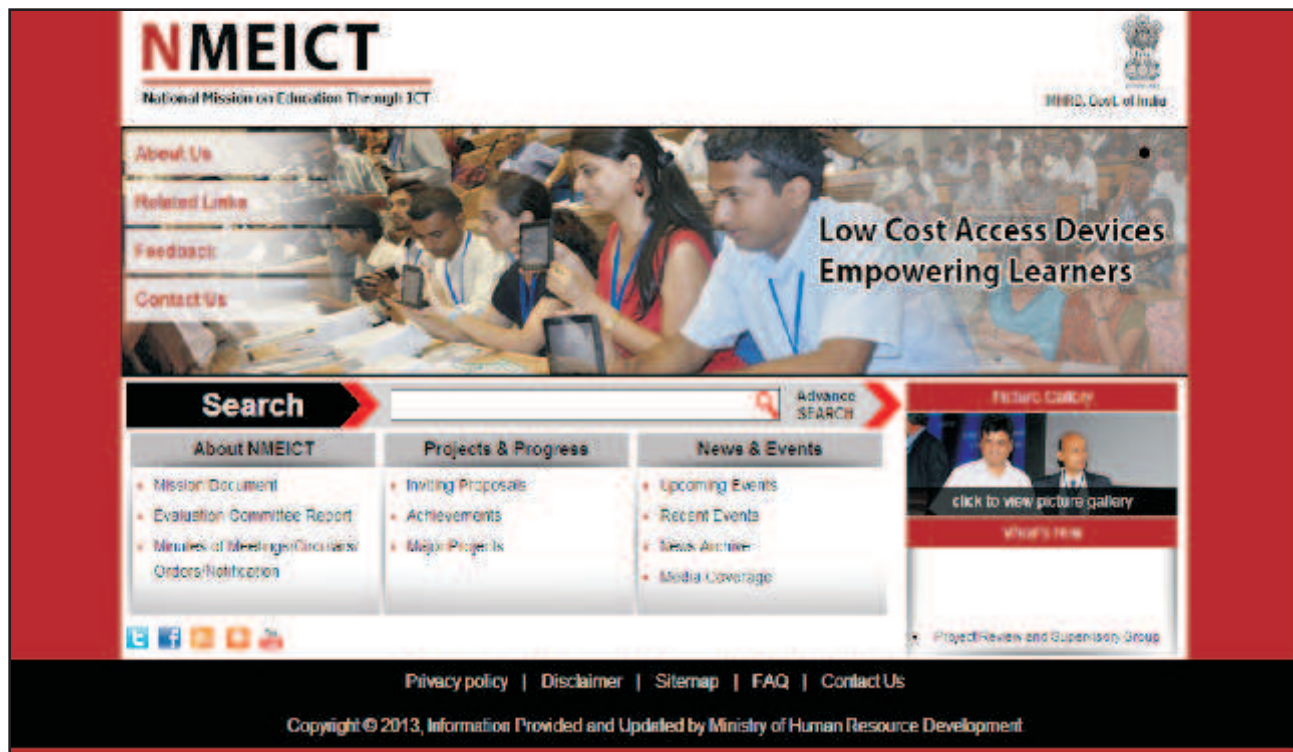 NMEICT
National Mission on Education Through ICT
MHRD, Govt. of India
About Us
Related Links
Feedback
Contact Us
Low Cost Access Devices
Empowering Learners
Search
Advance
SEARCH
About NMEICT
Mission Document
Evaluation Committee Report
Minutes of Meetings/Circulars/
Orders/Notification
Projects & Progress
Inviting Proposals
Achievements
Major Projects
News & Events
Upcoming Events
Recent Events
News Archive
Media Coverage
Picture Gallery
click to view picture gallery
What's New
Project Review and Supervisory Group
Privacy policy | Disclaimer | Sitemap | FAQ | Contact Us
Copyright © 2013, Information Provided and Updated by Ministry of Human Resource Development